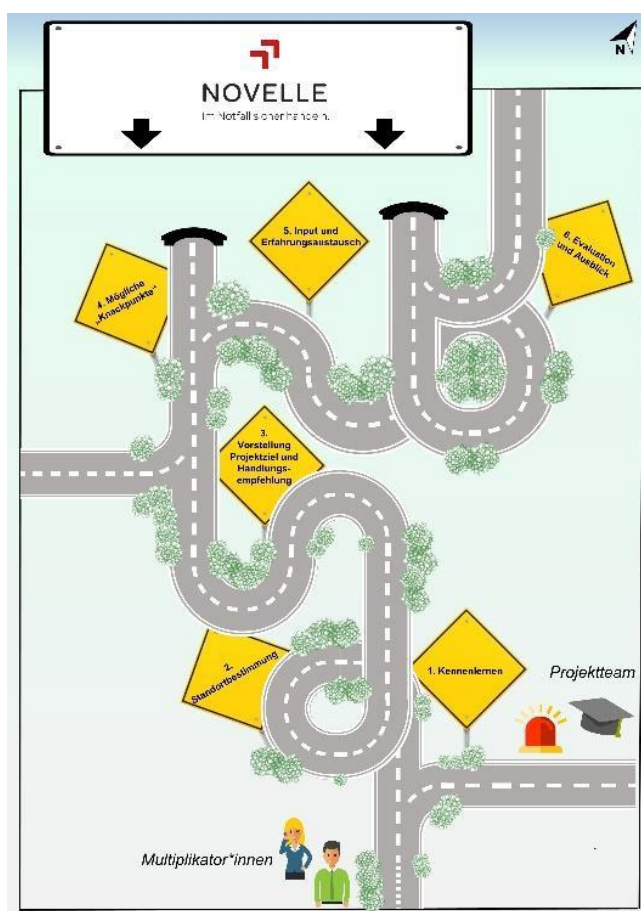 NOVELLE
Im Notfall sicher handeln.
N
5. Input und
Erfahrungsaustausch
6. Evaluation
und Ausblick
4. Mögliche
„Knackpunkte“
3.
Vorstellung
Projektziel und
Handlungs-
empfehlung
2.
Standortbestimmung
1. Kennenlernen
Projektteam
Multiplikator*innen